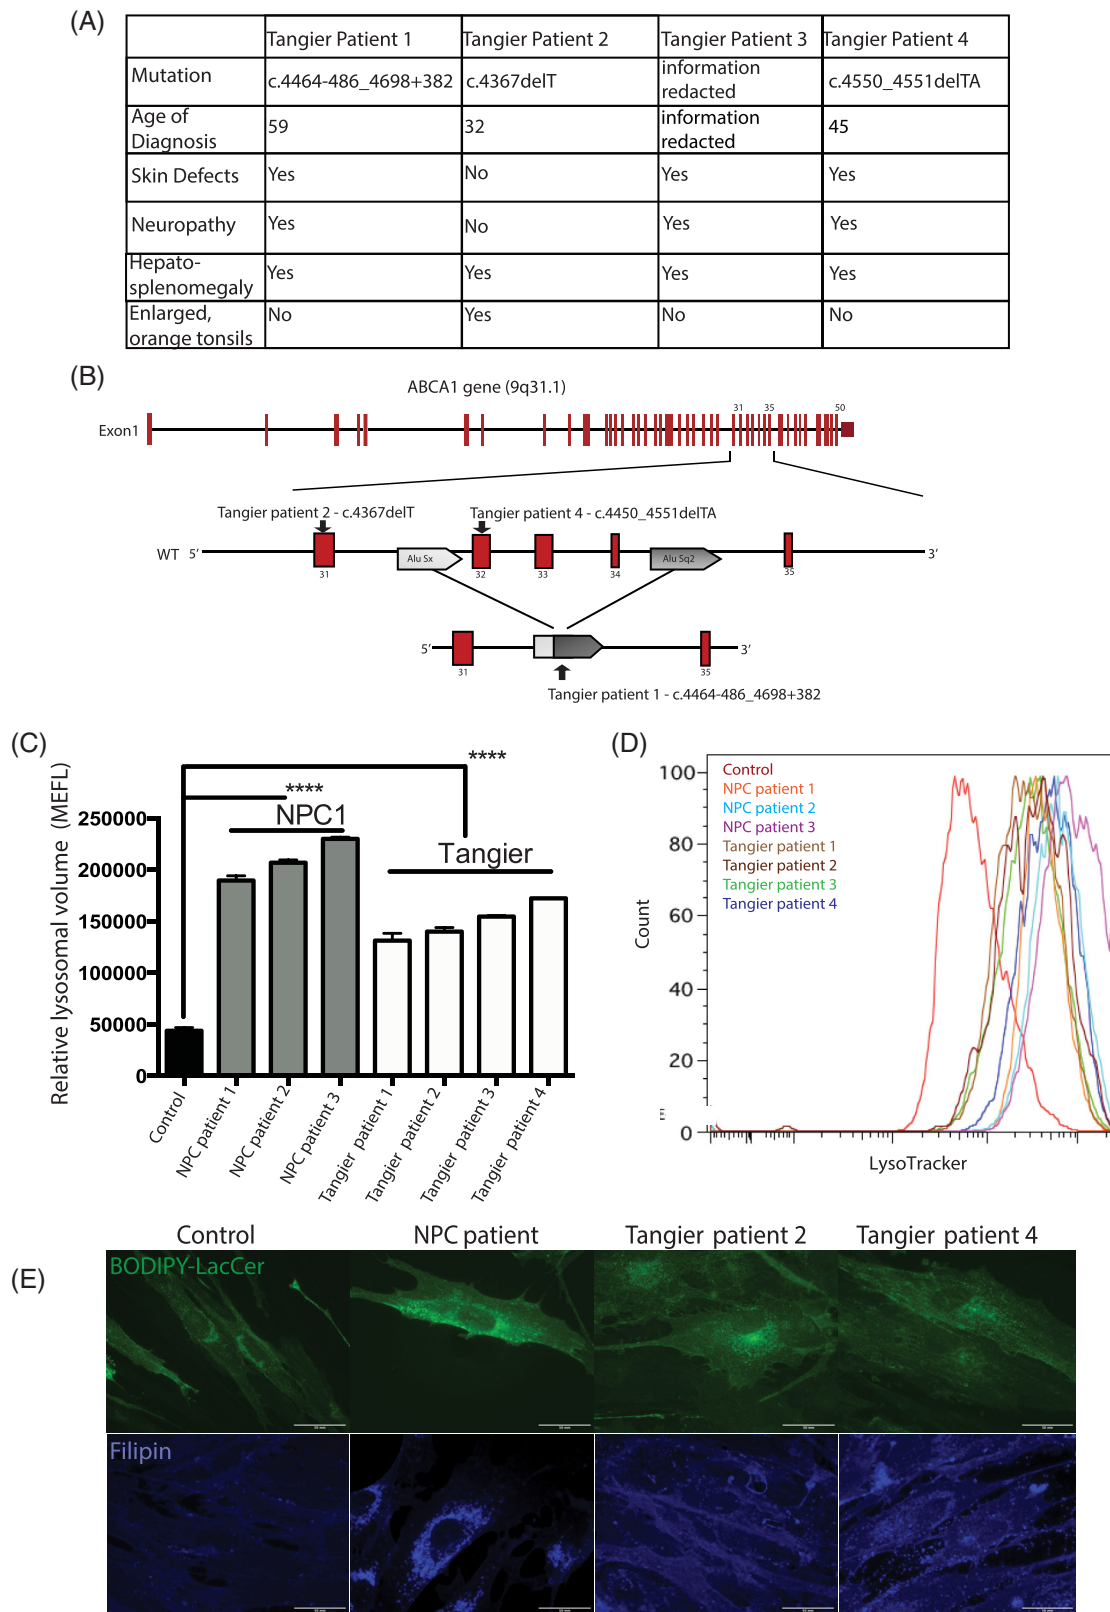 (A)
Tangier Patient 1 Tangier Patient 2 Tangier Patient 3 Tangier Patient 4
Mutation c.4464-486_4698+382 c.4367delT information redacted c.4550_4551delTA
Age of Diagnosis 59 32 information redacted 45
Skin Defects Yes No Yes Yes
Neuropathy Yes No Yes Yes
Hepato-splenomegaly Yes Yes Yes Yes
Enlarged, orange tonsils No Yes No No
(B)
ABCA1 gene (9q31.1)
31 35 50
Exon1
Tangier patient 2 - c.4367delT Tangier patient 4 - c.4450_4551delTA
WT 5’ Alu Sx Alu Sq2 3’
31 32 33 34 35
5’ 3’
31 35
Tangier patient 1 - c.4464-486_4698+382
(C)
Relative lysosomal volume (MEFL)
****
****
NPC1
Tangier
250000
200000
150000
100000
50000
0
Control
NPC patient 1
NPC patient 2
NPC patient 3
Tangier patient 1
Tangier patient 2
Tangier patient 3
Tangier patient 4
(D)
Count
100
80
60
40
20
0
Control
NPC patient 1
NPC patient 2
NPC patient 3
Tangier patient 1
Tangier patient 2
Tangier patient 3
Tangier patient 4
LysoTracker
(E)
Control NPC patient Tangier patient 2 Tangier patient 4
BODIPY-LacCer
Filipin